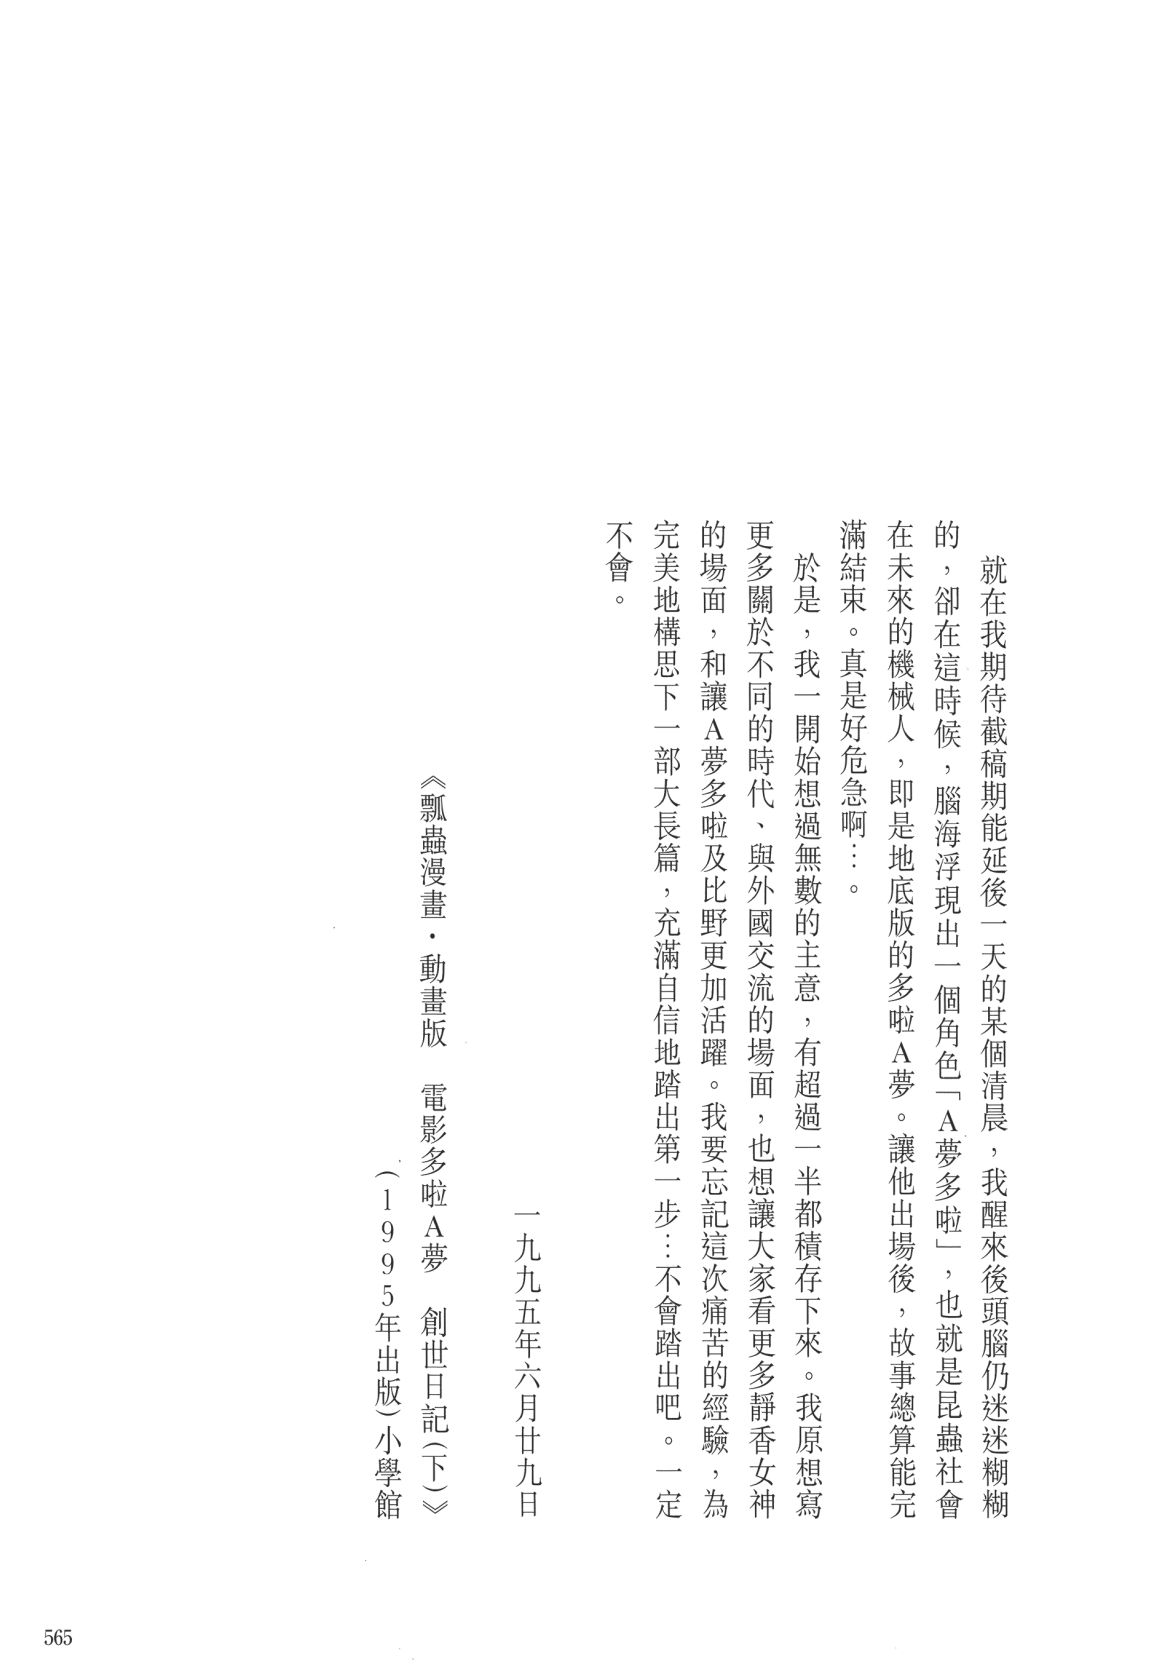 就在我期待截稿期能延後一天的某個清晨，我醒來後頭腦仍迷迷糊糊
的，卻在這時候，腦海浮現出一個角色「A夢多啦」，也就是昆蟲社會
在未來的機械人，即是地底版的多啦A夢。讓他出場後，故事總算能完
滿結束。真是好危急啊…。
於是，我一開始想過無數的主意，有超過一半都積存下來。我原想寫
更多關於不同的時代、與外國交流的場面，也想讓大家看更多靜香女神
的場面，和讓A夢多啦及比野更加活躍。我要忘記這次痛苦的經驗，為
完美地構思下一部大長篇，充滿自信地踏出第一步…不會踏出吧。一定
不會。
一九九五年六月廿九日
《瓢蟲漫畫・動畫版　電影多啦A夢　創世日記(下)》
(1995年出版)小學館
565